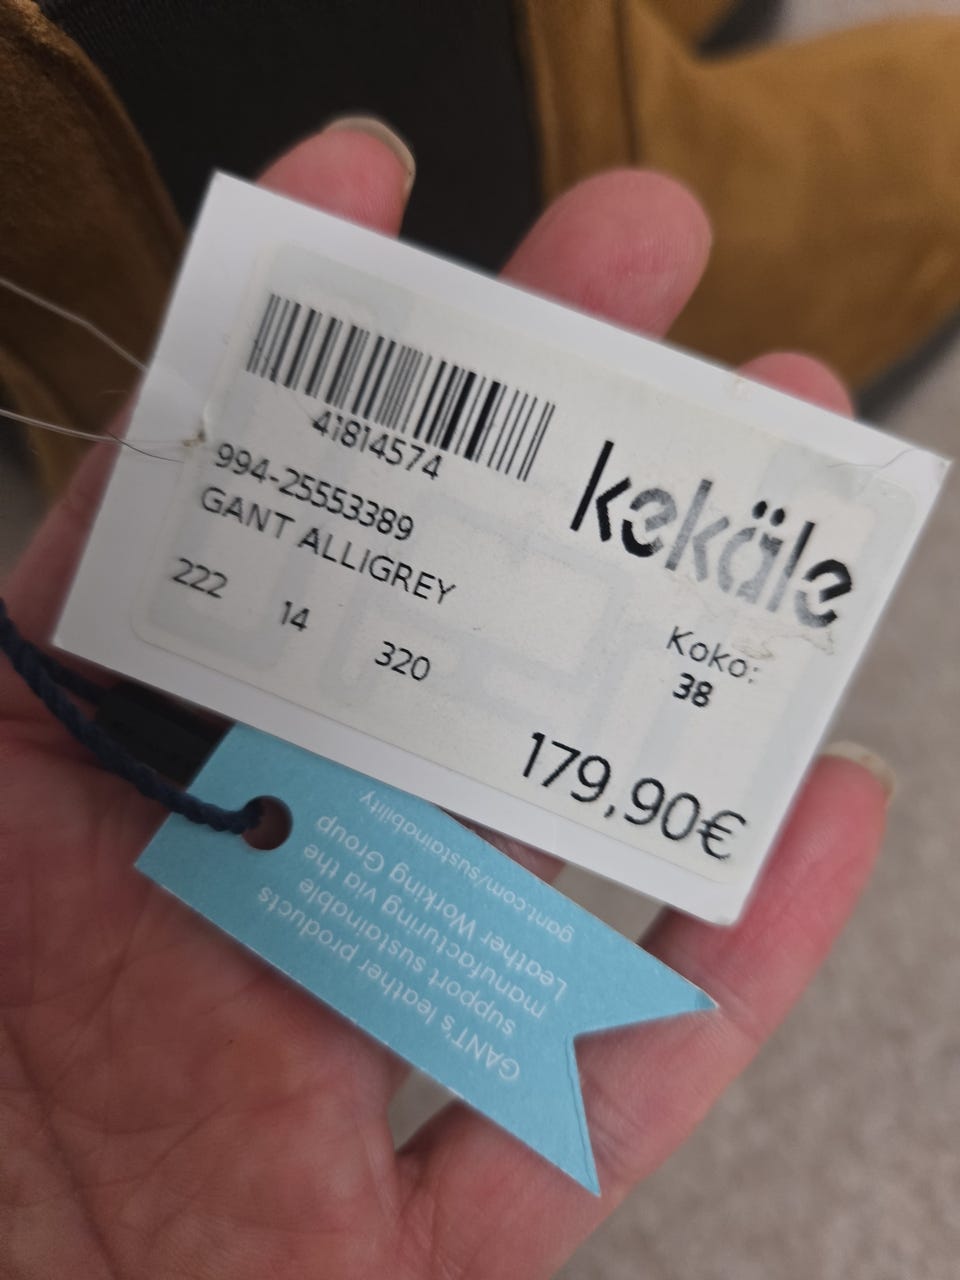 41814574
994-25553389
GANT ALLIGREY
222 14 320
kekäle
Koko:
38
179,90€
GANT's leather products
support sustainable
manufacturing via the
Leather Working Group
gant.com/sustainability